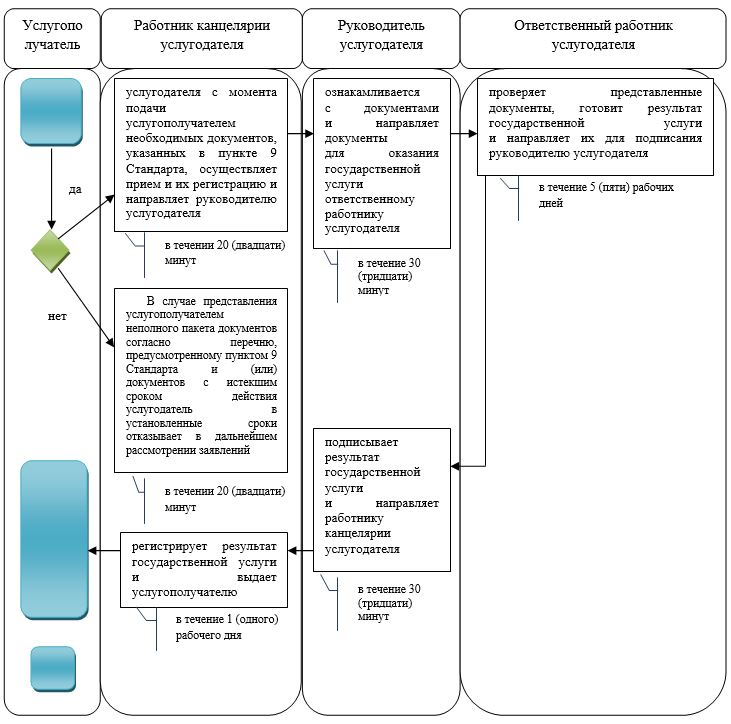 Услугопо
лучатель
Работник канцелярии
услугодателя
Руководитель
услугодателя
Ответственный работник
услугодателя
да
нет
услугодателя с момента
подачи
услугополучателем
необходимых документов,
указанных в пункте 9
Стандарта, осуществляет
прием и их регистрацию и
направляет руководителю
услугодателя
в течении 20 (двадцати)
минут
ознакамливается
с документами
и направляет
документы
для оказания
государственной
услуги
ответственному
работнику
услугодателя
в течение 30
(тридцати)
минут
проверяет представленные
документы, готовит результат
государственной услуги
и направляет их для подписания
руководителю услугодателя
в течение 5 (пяти) рабочих
дней
В случае представления
услугополучателем
неполного пакета документов
согласно перечню,
предусмотренному пунктом 9
Стандарта и (или)
документов с истекшим
сроком действия
услугодатель в
установленные сроки
отказывает в дальнейшем
рассмотрении заявлений
в течении 20 (двадцати)
минут
подписывает
результат
государственной
услуги
и направляет
работнику
канцелярии
услугодателя
в течение 30
(тридцати)
минут
регистрирует результат
государственной услуги
и выдает
услугополучателю
в течение 1 (одного)
рабочего дня